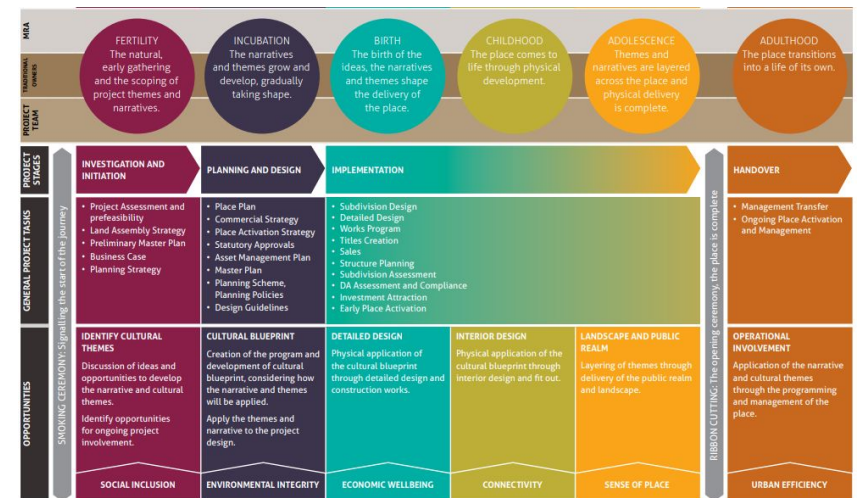 MRA
TRADITIONAL
OWNERS
PROJECT
TEAM
FERTILITY
The natural,
early gathering
and the scoping of
project themes and
narratives.
INCUBATION
The narratives
and themes grow and
develop, gradually
taking shape.
BIRTH
The birth of the
ideas, the narratives
and themes shape
the delivery of
the place.
CHILDHOOD
The place comes to
life through physical
development.
ADOLESCENCE
Themes and
narratives are layered
across the place and
physical delivery
is complete.
ADULTHOOD
The place transitions
into a life of its own.
PROJECT
STAGES
INVESTIGATION AND
INITIATION
PLANNING AND DESIGN
IMPLEMENTATION
HANDOVER
SMOKING CEREMONY: Signalling the start of the journey
RIBBON CUTTING: The opening ceremony, the place is complete
GENERAL PROJECT TASKS
• Project Assessment and
prefeasibility
• Land Assembly Strategy
• Preliminary Master Plan
• Business Case
• Planning Strategy
• Place Plan
• Commercial Strategy
• Place Activation Strategy
• Statutory Approvals
• Asset Management Plan
• Master Plan
• Planning Scheme,
Planning Policies
• Design Guidelines
• Subdivision Design
• Detailed Design
• Works Program
• Titles Creation
• Sales
• Structure Planning
• Subdivision Assessment
• DA Assessment and Compliance
• Investment Attraction
• Early Place Activation
• Management Transfer
• Ongoing Place Activation
and Management
OPPORTUNITIES
IDENTIFY CULTURAL
THEMES
Discussion of ideas and
opportunities to develop
the narrative and cultural
themes.
Identify opportunities
for ongoing project
involvement.
CULTURAL BLUEPRINT
Creation of the program and
development of cultural
blueprint, considering how
the narrative and themes
will be applied.
Apply the themes and
narrative to the project
design.
DETAILED DESIGN
Physical application of
the cultural blueprint
through detailed design and
construction works.
INTERIOR DESIGN
Physical application of the
cultural blueprint through
interior design and fit out.
LANDSCAPE AND PUBLIC
REALM
Layering of themes through
delivery of the public realm
and landscape.
OPERATIONAL
INVOLVEMENT
Application of the narrative
and cultural themes
through the programming
and management of the
place.
SOCIAL INCLUSION
ENVIRONMENTAL INTEGRITY
ECONOMIC WELLBEING
CONNECTIVITY
SENSE OF PLACE
URBAN EFFICIENCY